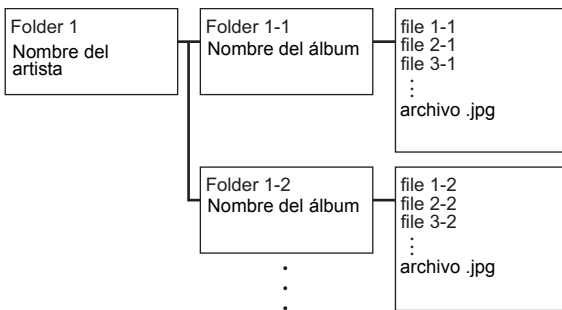 Folder 1
Nombre del
artista
Folder 1-1
Nombre del álbum
file 1-1
file 2-1
file 3-1
⋮
archivo .jpg
Folder 1-2
Nombre del álbum
file 1-2
file 2-2
file 3-2
⋮
archivo .jpg
⋮